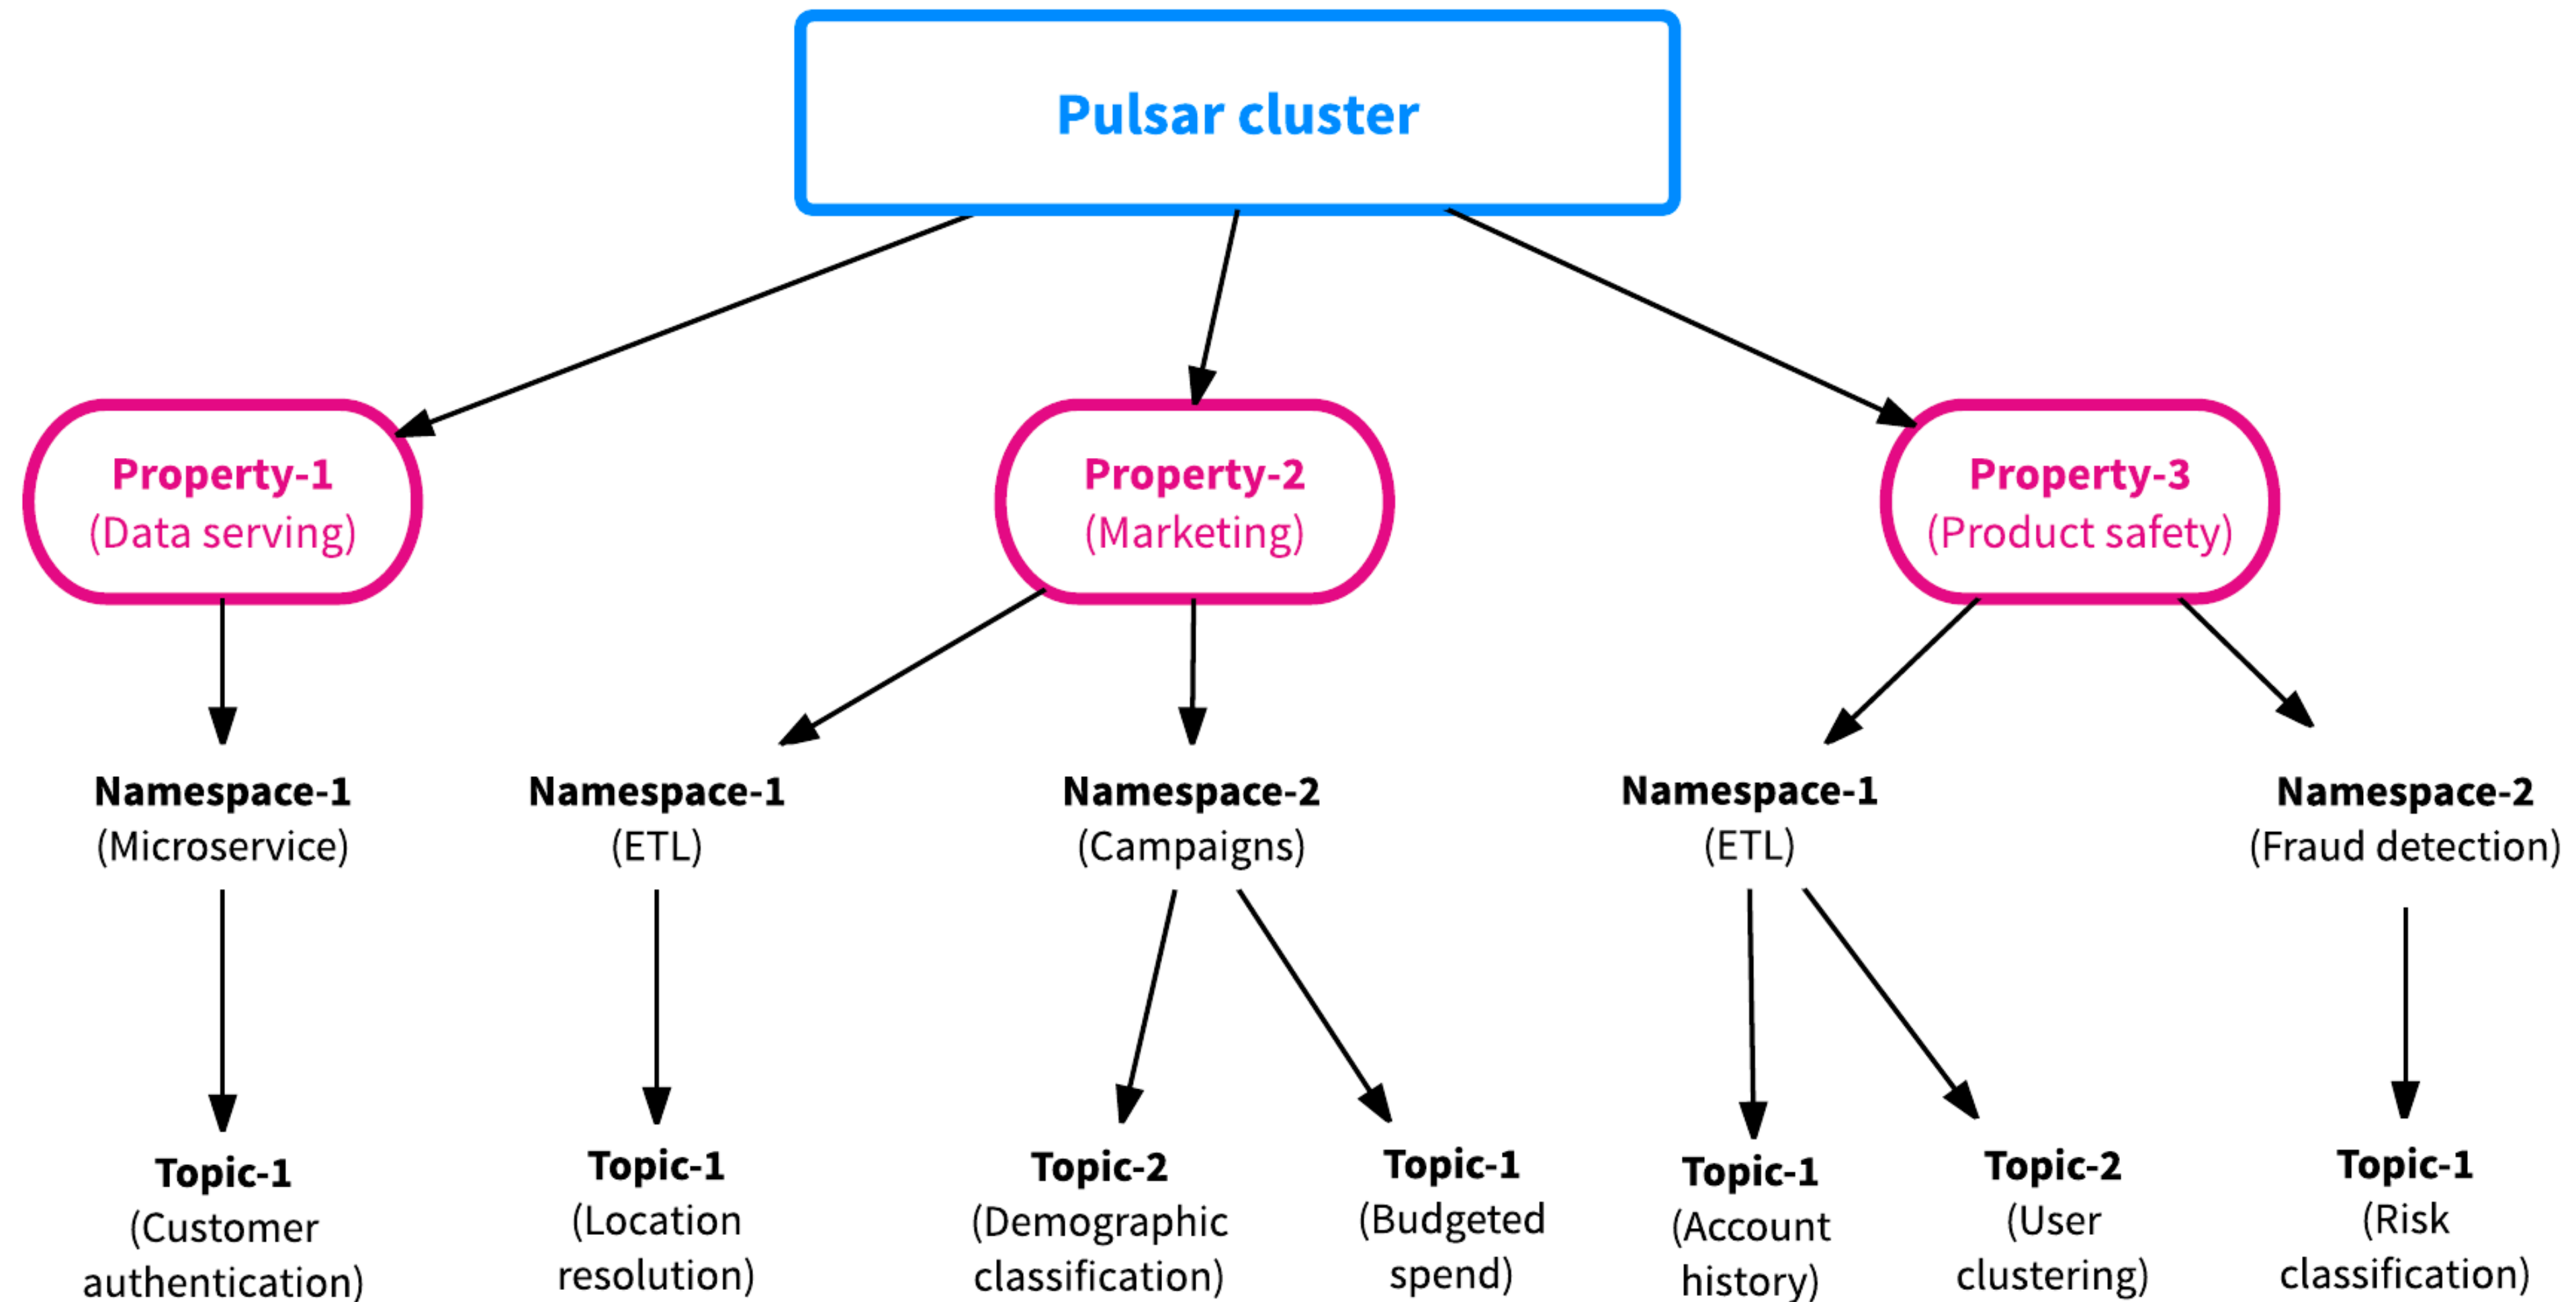 Pulsar cluster
Property-1
(Data serving)
Property-2
(Marketing)
Property-3
(Product safety)
Namespace-1
(Microservice)
Namespace-1
(ETL)
Namespace-2
(Campaigns)
Namespace-1
(ETL)
Namespace-2
(Fraud detection)
Topic-1
(Customer
authentication)
Topic-1
(Location
resolution)
Topic-2
(Demographic
classification)
Topic-1
(Budgeted
spend)
Topic-1
(Account
history)
Topic-2
(User
clustering)
Topic-1
(Risk
classification)